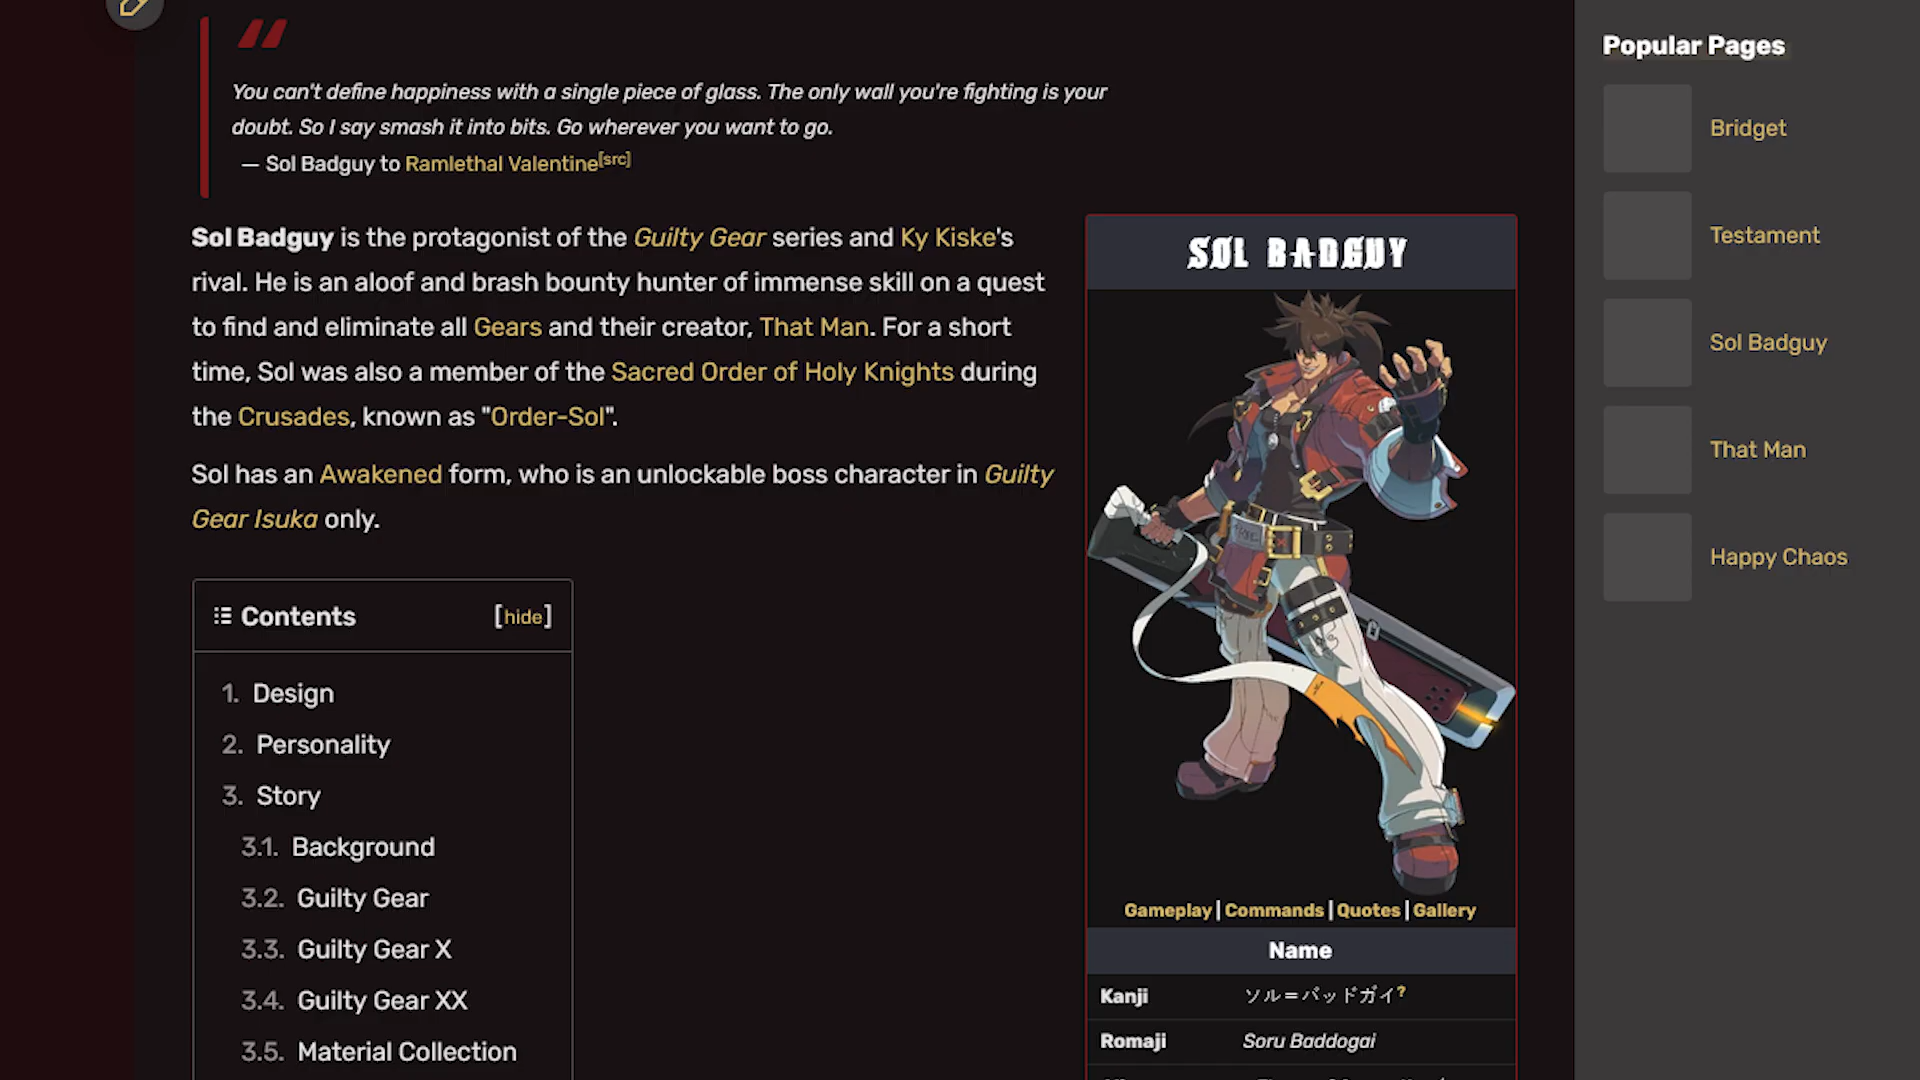 You can't define happiness with a single piece of glass. The only wall you're fighting is your
doubt. So I say smash it into bits. Go wherever you want to go.
— Sol Badguy to Ramlethal Valentine[src]
Sol Badguy is the protagonist of the Guilty Gear series and Ky Kiske's
rival. He is an aloof and brash bounty hunter of immense skill on a quest
to find and eliminate all Gears and their creator, That Man. For a short
time, Sol was also a member of the Sacred Order of Holy Knights during
the Crusades, known as "Order-Sol".
Sol has an Awakened form, who is an unlockable boss character in Guilty
Gear Isuka only.
Contents [hide]
1. Design
2. Personality
3. Story
3.1. Background
3.2. Guilty Gear
3.3. Guilty Gear X
3.4. Guilty Gear XX
3.5. Material Collection
SOL BADGUY
Gameplay | Commands | Quotes | Gallery
Name
Kanji ソル＝バッドガイ?
Romaji Soru Baddogai
Popular Pages
Bridget
Testament
Sol Badguy
That Man
Happy Chaos